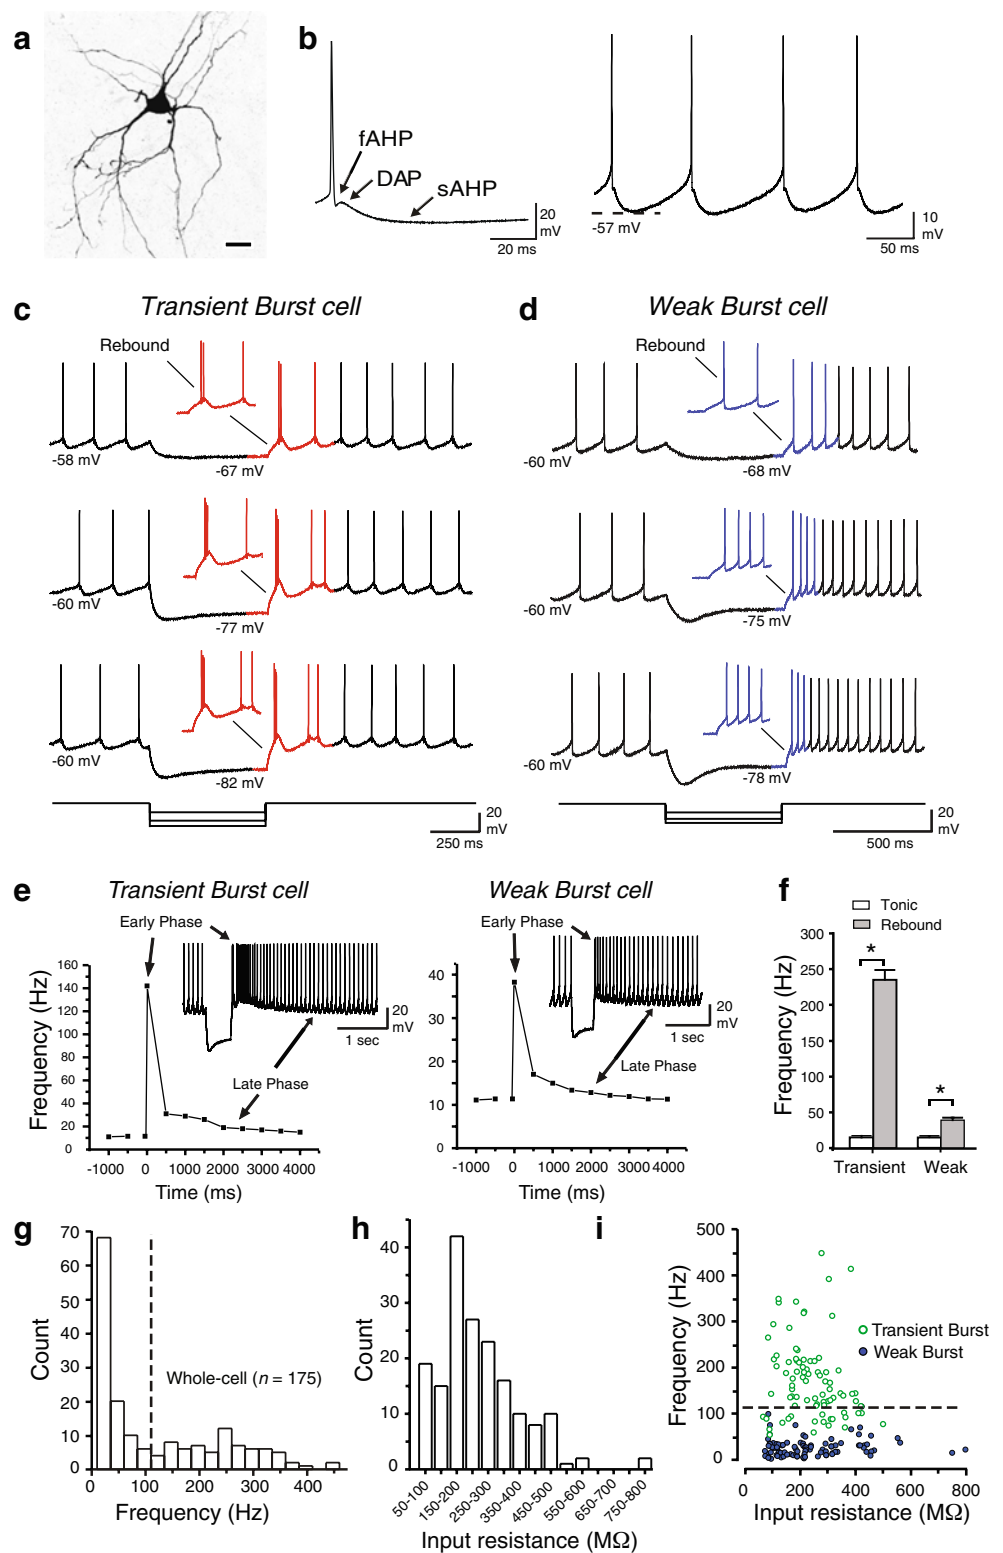 a
b
fAHP
DAP
sAHP
20
mV
20 ms
-57 mV
10
mV
50 ms
c
Transient Burst cell
d
Weak Burst cell
Rebound
-58 mV
-67 mV
Rebound
-60 mV
-68 mV
-60 mV
-77 mV
-60 mV
-75 mV
-60 mV
-82 mV
-60 mV
-78 mV
20
mV
250 ms
20
mV
500 ms
e
Transient Burst cell
Weak Burst cell
Early Phase
160
140
120
100
80
60
40
20
0
Frequency (Hz)
20
mV
1 sec
Late Phase
-1000
0
1000
2000
3000
4000
Time (ms)
Early Phase
40
30
20
10
0
20
mV
1 sec
Late Phase
-1000
0
1000
2000
3000
4000
Time (ms)
f
Tonic
Rebound
300
250
200
150
100
50
0
Frequency (Hz)
*
*
Transient
Weak
g
70
60
50
40
30
20
10
0
Count
Whole-cell (n = 175)
0
100
200
300
400
Frequency (Hz)
h
40
30
20
10
0
Count
50-100
150-200
250-300
350-400
450-500
550-600
650-700
750-800
Input resistance (MΩ)
i
500
400
300
200
100
0
Frequency (Hz)
Transient Burst
Weak Burst
0
200
400
600
800
Input resistance (MΩ)